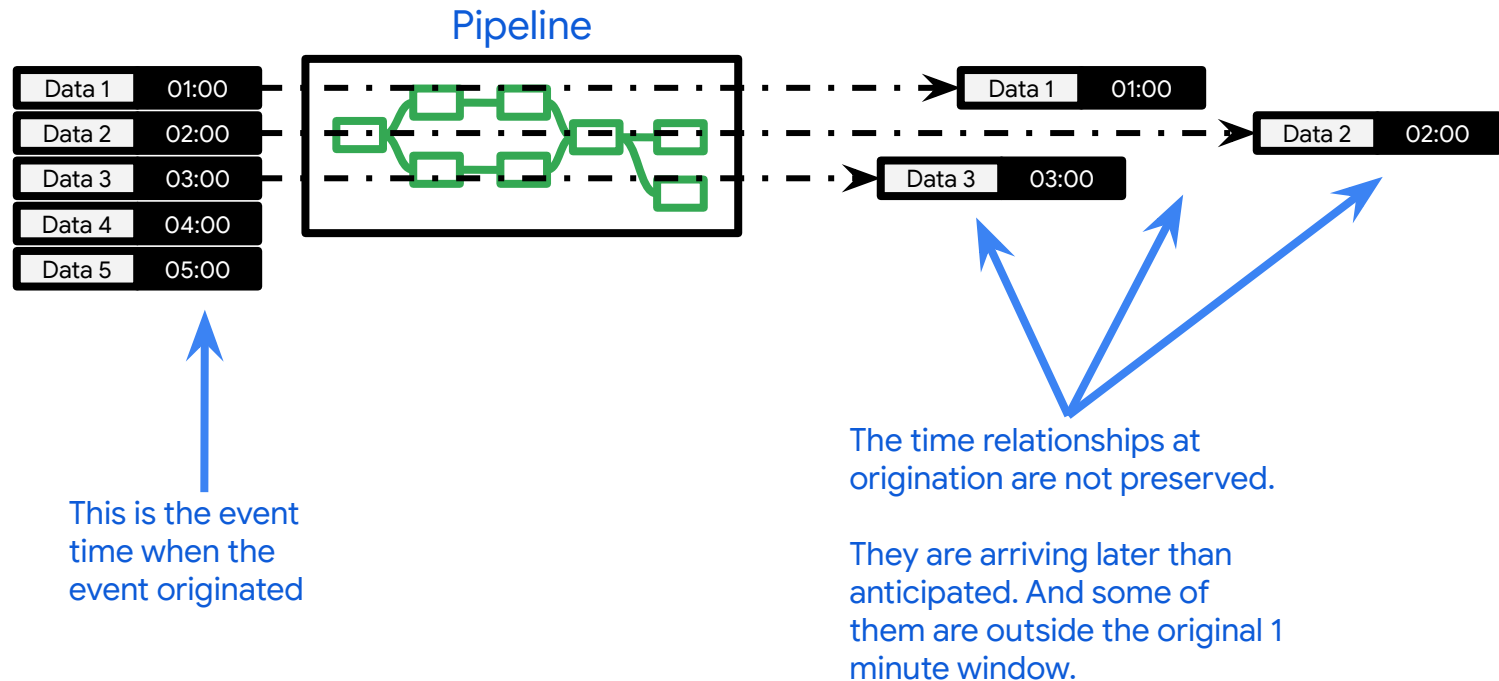 Pipeline
Data 1 01:00
Data 2 02:00
Data 3 03:00
Data 4 04:00
Data 5 05:00
Data 1 01:00
Data 2 02:00
Data 3 03:00
This is the event
time when the
event originated
The time relationships at
origination are not preserved.
They are arriving later than
anticipated. And some of
them are outside the original 1
minute window.